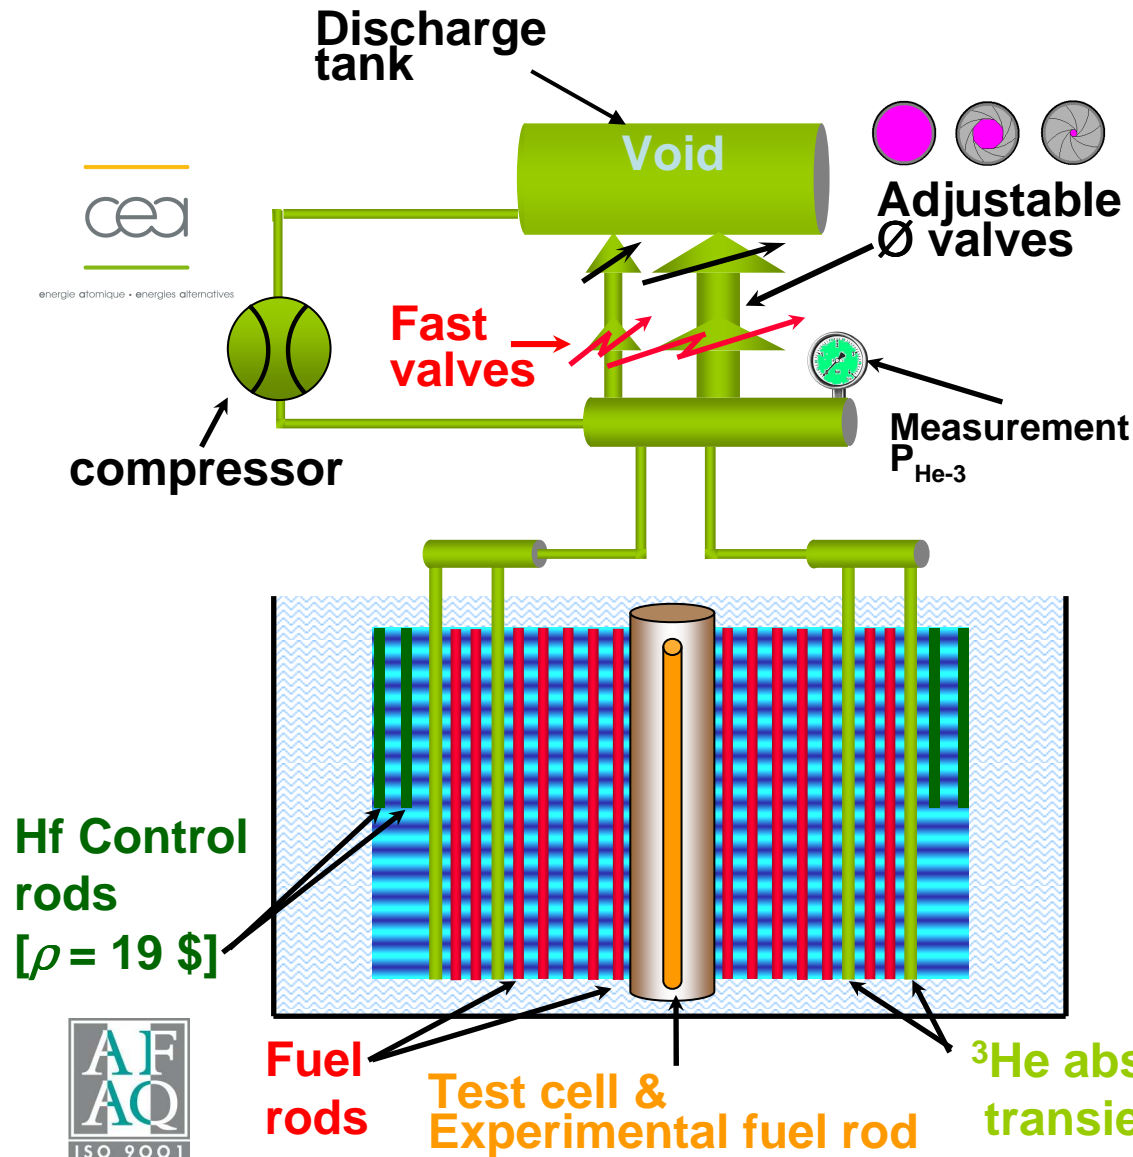 Discharge
tank
Void
Adjustable
Ø valves
cea
energie atomique • energies alternatives
Fast
valves
Measurement
P_He-3
compressor
Hf Control
rods
[ρ = 19 $]
Fuel
rods
Test cell &
Experimental fuel rod
³He abs
transie
AF
AQ
ISO 9001